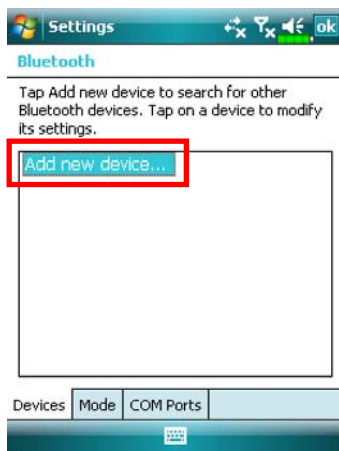 Settings
ok
Bluetooth
Tap Add new device to search for other
Bluetooth devices. Tap on a device to modify
its settings.
Add new device...
Devices Mode COM Ports